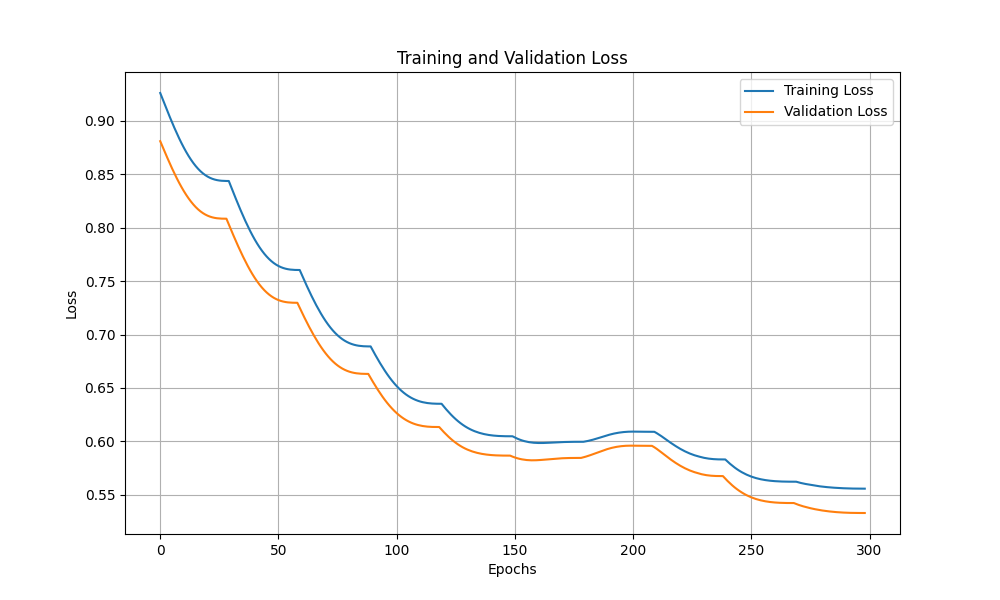 Training and Validation Loss
Training Loss
Validation Loss
0.90
0.85
0.80
0.75
0.70
0.65
0.60
0.55
Loss
0 50 100 150 200 250 300
Epochs